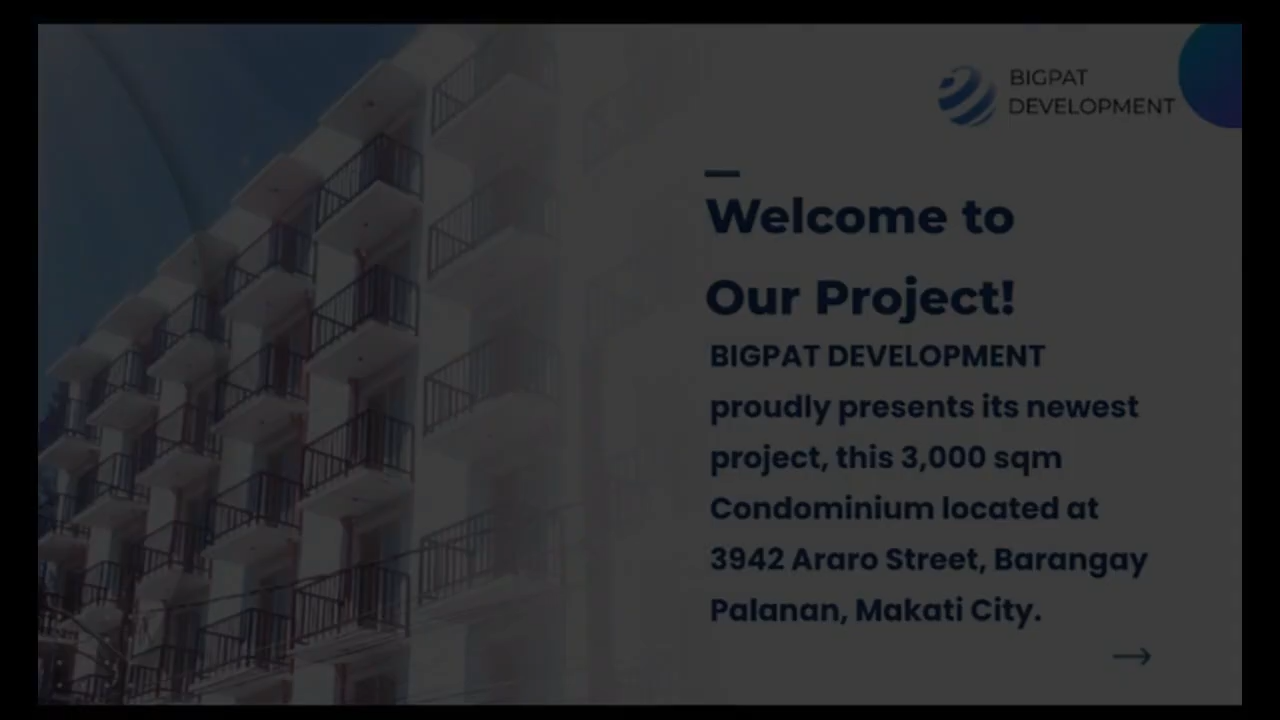 BIGPAT
DEVELOPMENT
Welcome to
Our Project!
BIGPAT DEVELOPMENT
proudly presents its newest
project, this 3,000 sqm
Condominium located at
3942 Araro Street, Barangay
Palanan, Makati City.